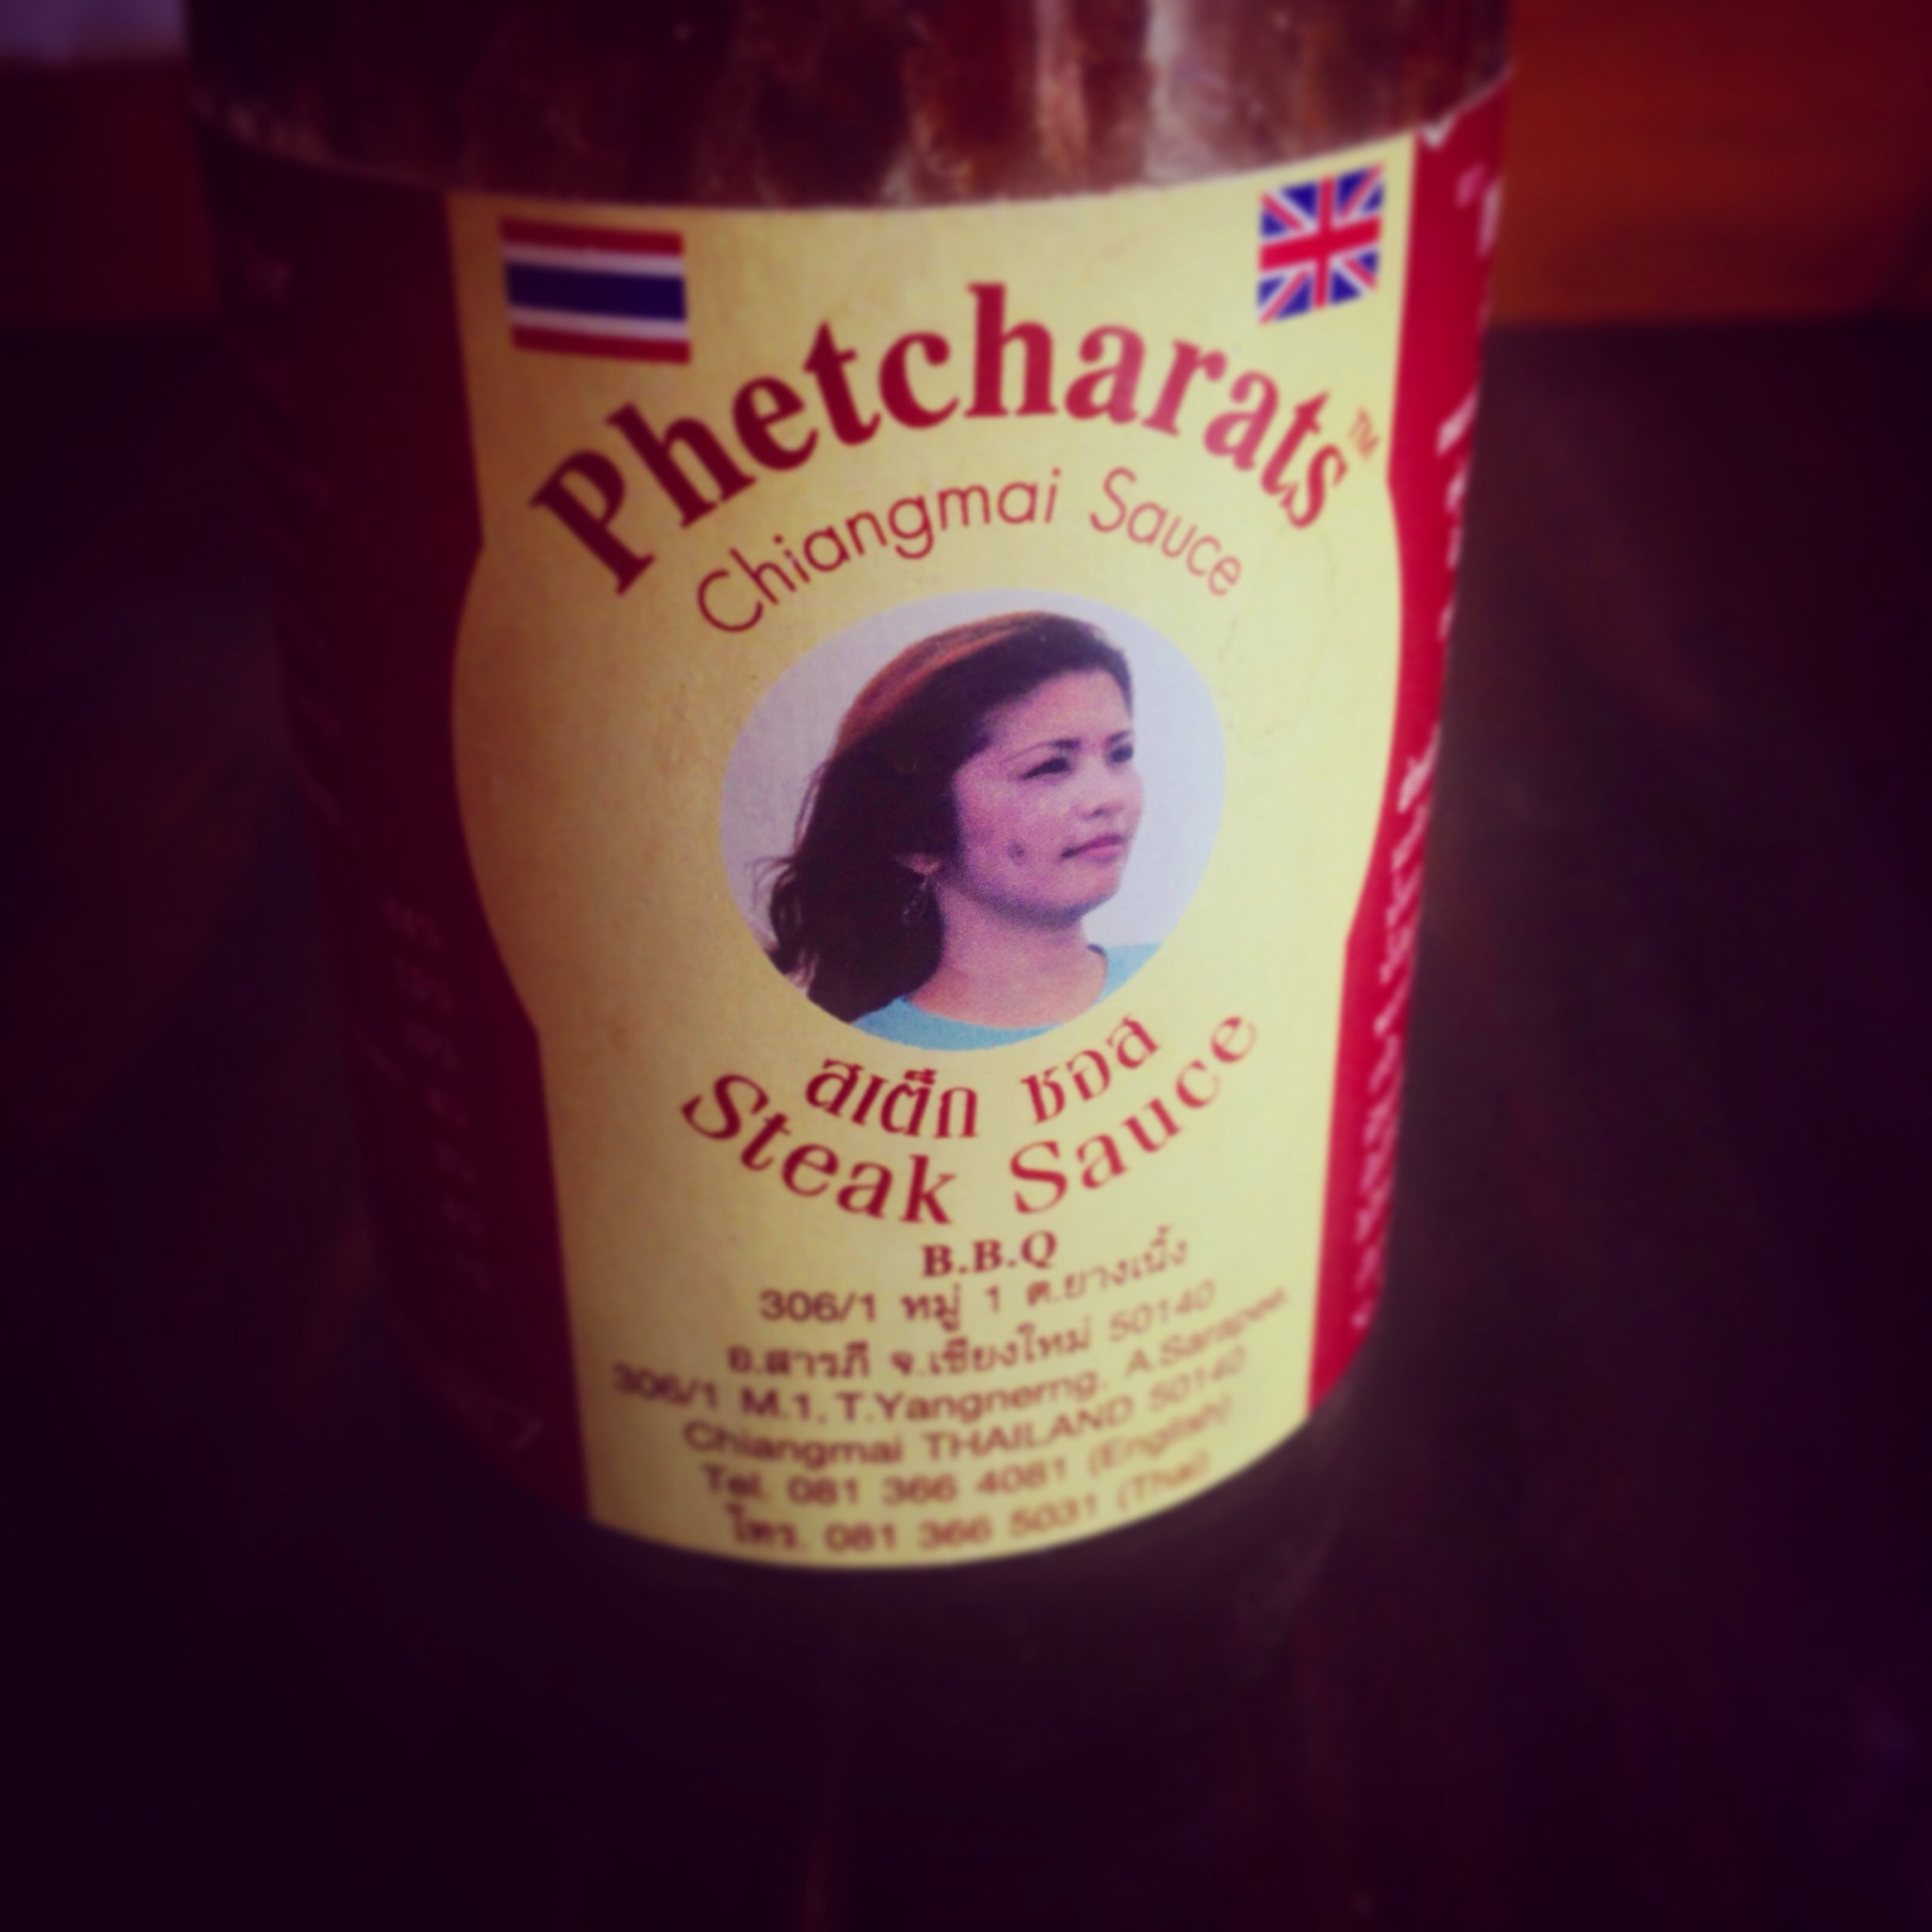 Phetcharats™
Chiangmai Sauce
สเต็ก ซอส
Steak Sauce
B.B.Q
306/1 หมู่ 1 ต.ยางเนิ้ง
อ.สารภี จ.เชียงใหม่ 50140
306/1 M.1, T.Yangnerng, A.Sarapee,
Chiangmai THAILAND 50140
Tel. 081 366 4081 (English)
โทร. 081 366 5031 (Thai)